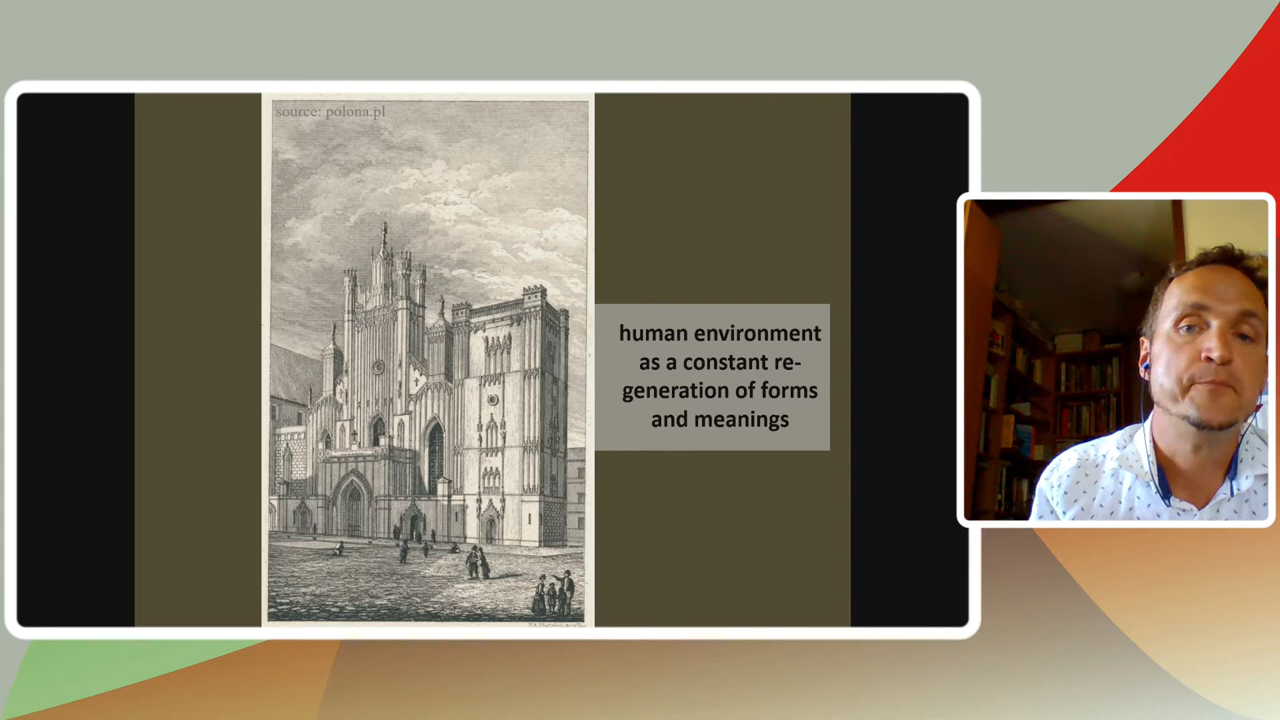 source: polona.pl
human environment
as a constant re-
generation of forms
and meanings